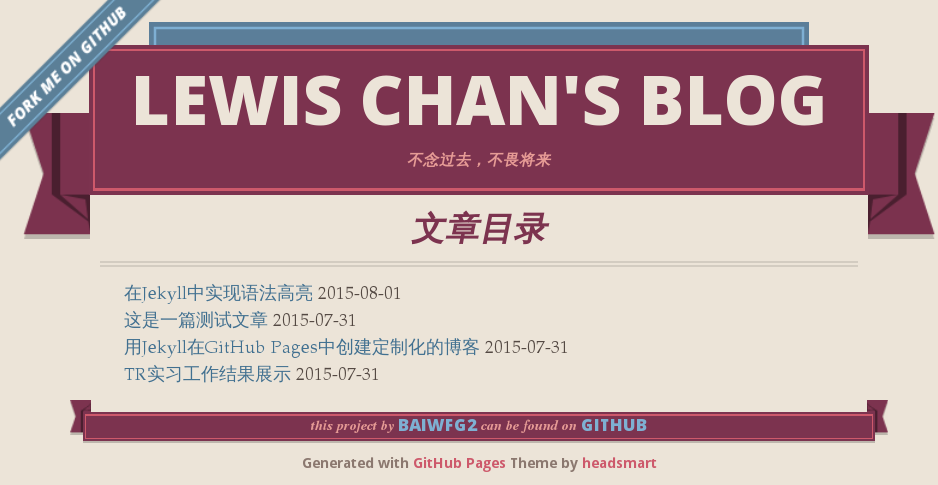 FORK ME ON GITHUB
LEWIS CHAN'S BLOG
不念过去，不畏将来
文章目录
在Jekyll中实现语法高亮 2015-08-01
这是一篇测试文章 2015-07-31
用Jekyll在GitHub Pages中创建定制化的博客 2015-07-31
TR实习工作结果展示 2015-07-31
this project by BAIWFG2 can be found on GITHUB
Generated with GitHub Pages Theme by headsmart